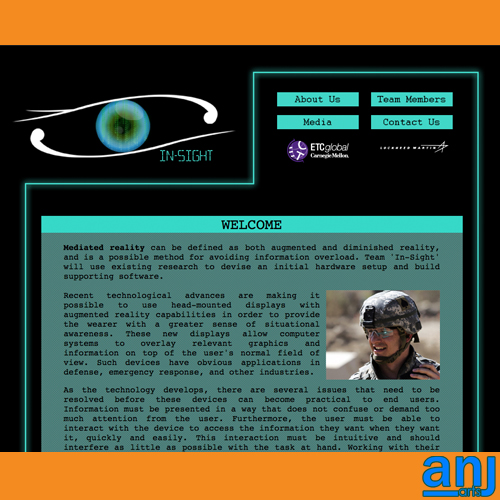 IN-SIGHT
About Us
Team Members
Media
Contact Us
ETCglobal
Carnegie Mellon
LOCKHEED MARTIN
WELCOME
Mediated reality can be defined as both augmented and diminished reality,
and is a possible method for avoiding information overload. Team 'In-Sight'
will use existing research to devise an initial hardware setup and build
supporting software.
Recent technological advances are making it
possible to use head-mounted displays with
augmented reality capabilities in order to provide
the wearer with a greater sense of situational
awareness. These new displays allow computer
systems to overlay relevant graphics and
information on top of the user's normal field of
view. Such devices have obvious applications in
defense, emergency response, and other industries.
As the technology develops, there are several issues that need to be
resolved before these devices can become practical to end users.
Information must be presented in a way that does not confuse or demand too
much attention from the user. Furthermore, the user must be able to
interact with the device to access the information they want when they want
it, quickly and easily. This interaction must be intuitive and should
interfere as little as possible with the task at hand. Working with their